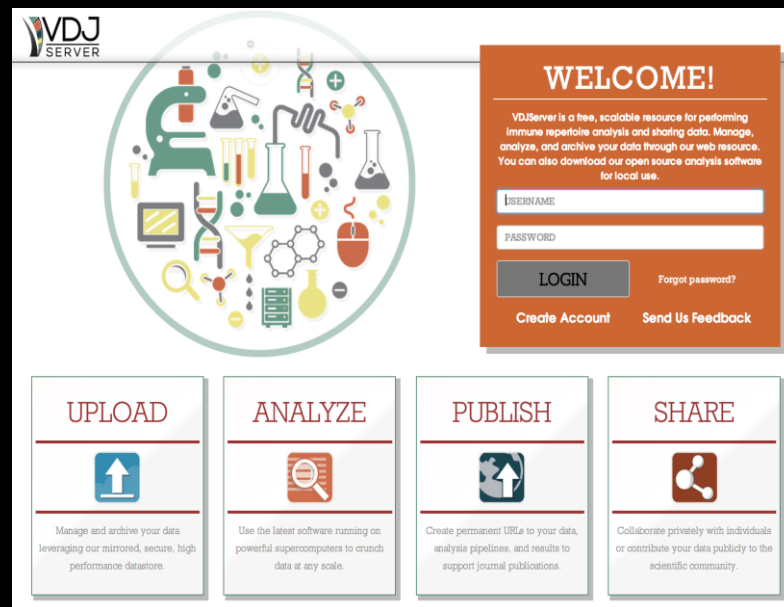 VDJ
SERVER
WELCOME!
VDJServer is a free, scalable resource for performing
immune repertoire analysis and sharing data. Manage,
analyze, and archive your data through our web resource.
You can also download our open source analysis software
for local use.
USERNAME
PASSWORD
LOGIN
Forgot password?
Create Account
Send Us Feedback
UPLOAD
Manage and archive your data
leveraging our mirrored, secure, high
performance datastore.
ANALYZE
Use the latest software running on
powerful supercomputers to crunch
data at any scale.
PUBLISH
Create permanent URLs to your data,
analysis pipelines, and results to
support journal publications.
SHARE
Collaborate privately with individuals
or contribute your data publicly to the
scientific community.